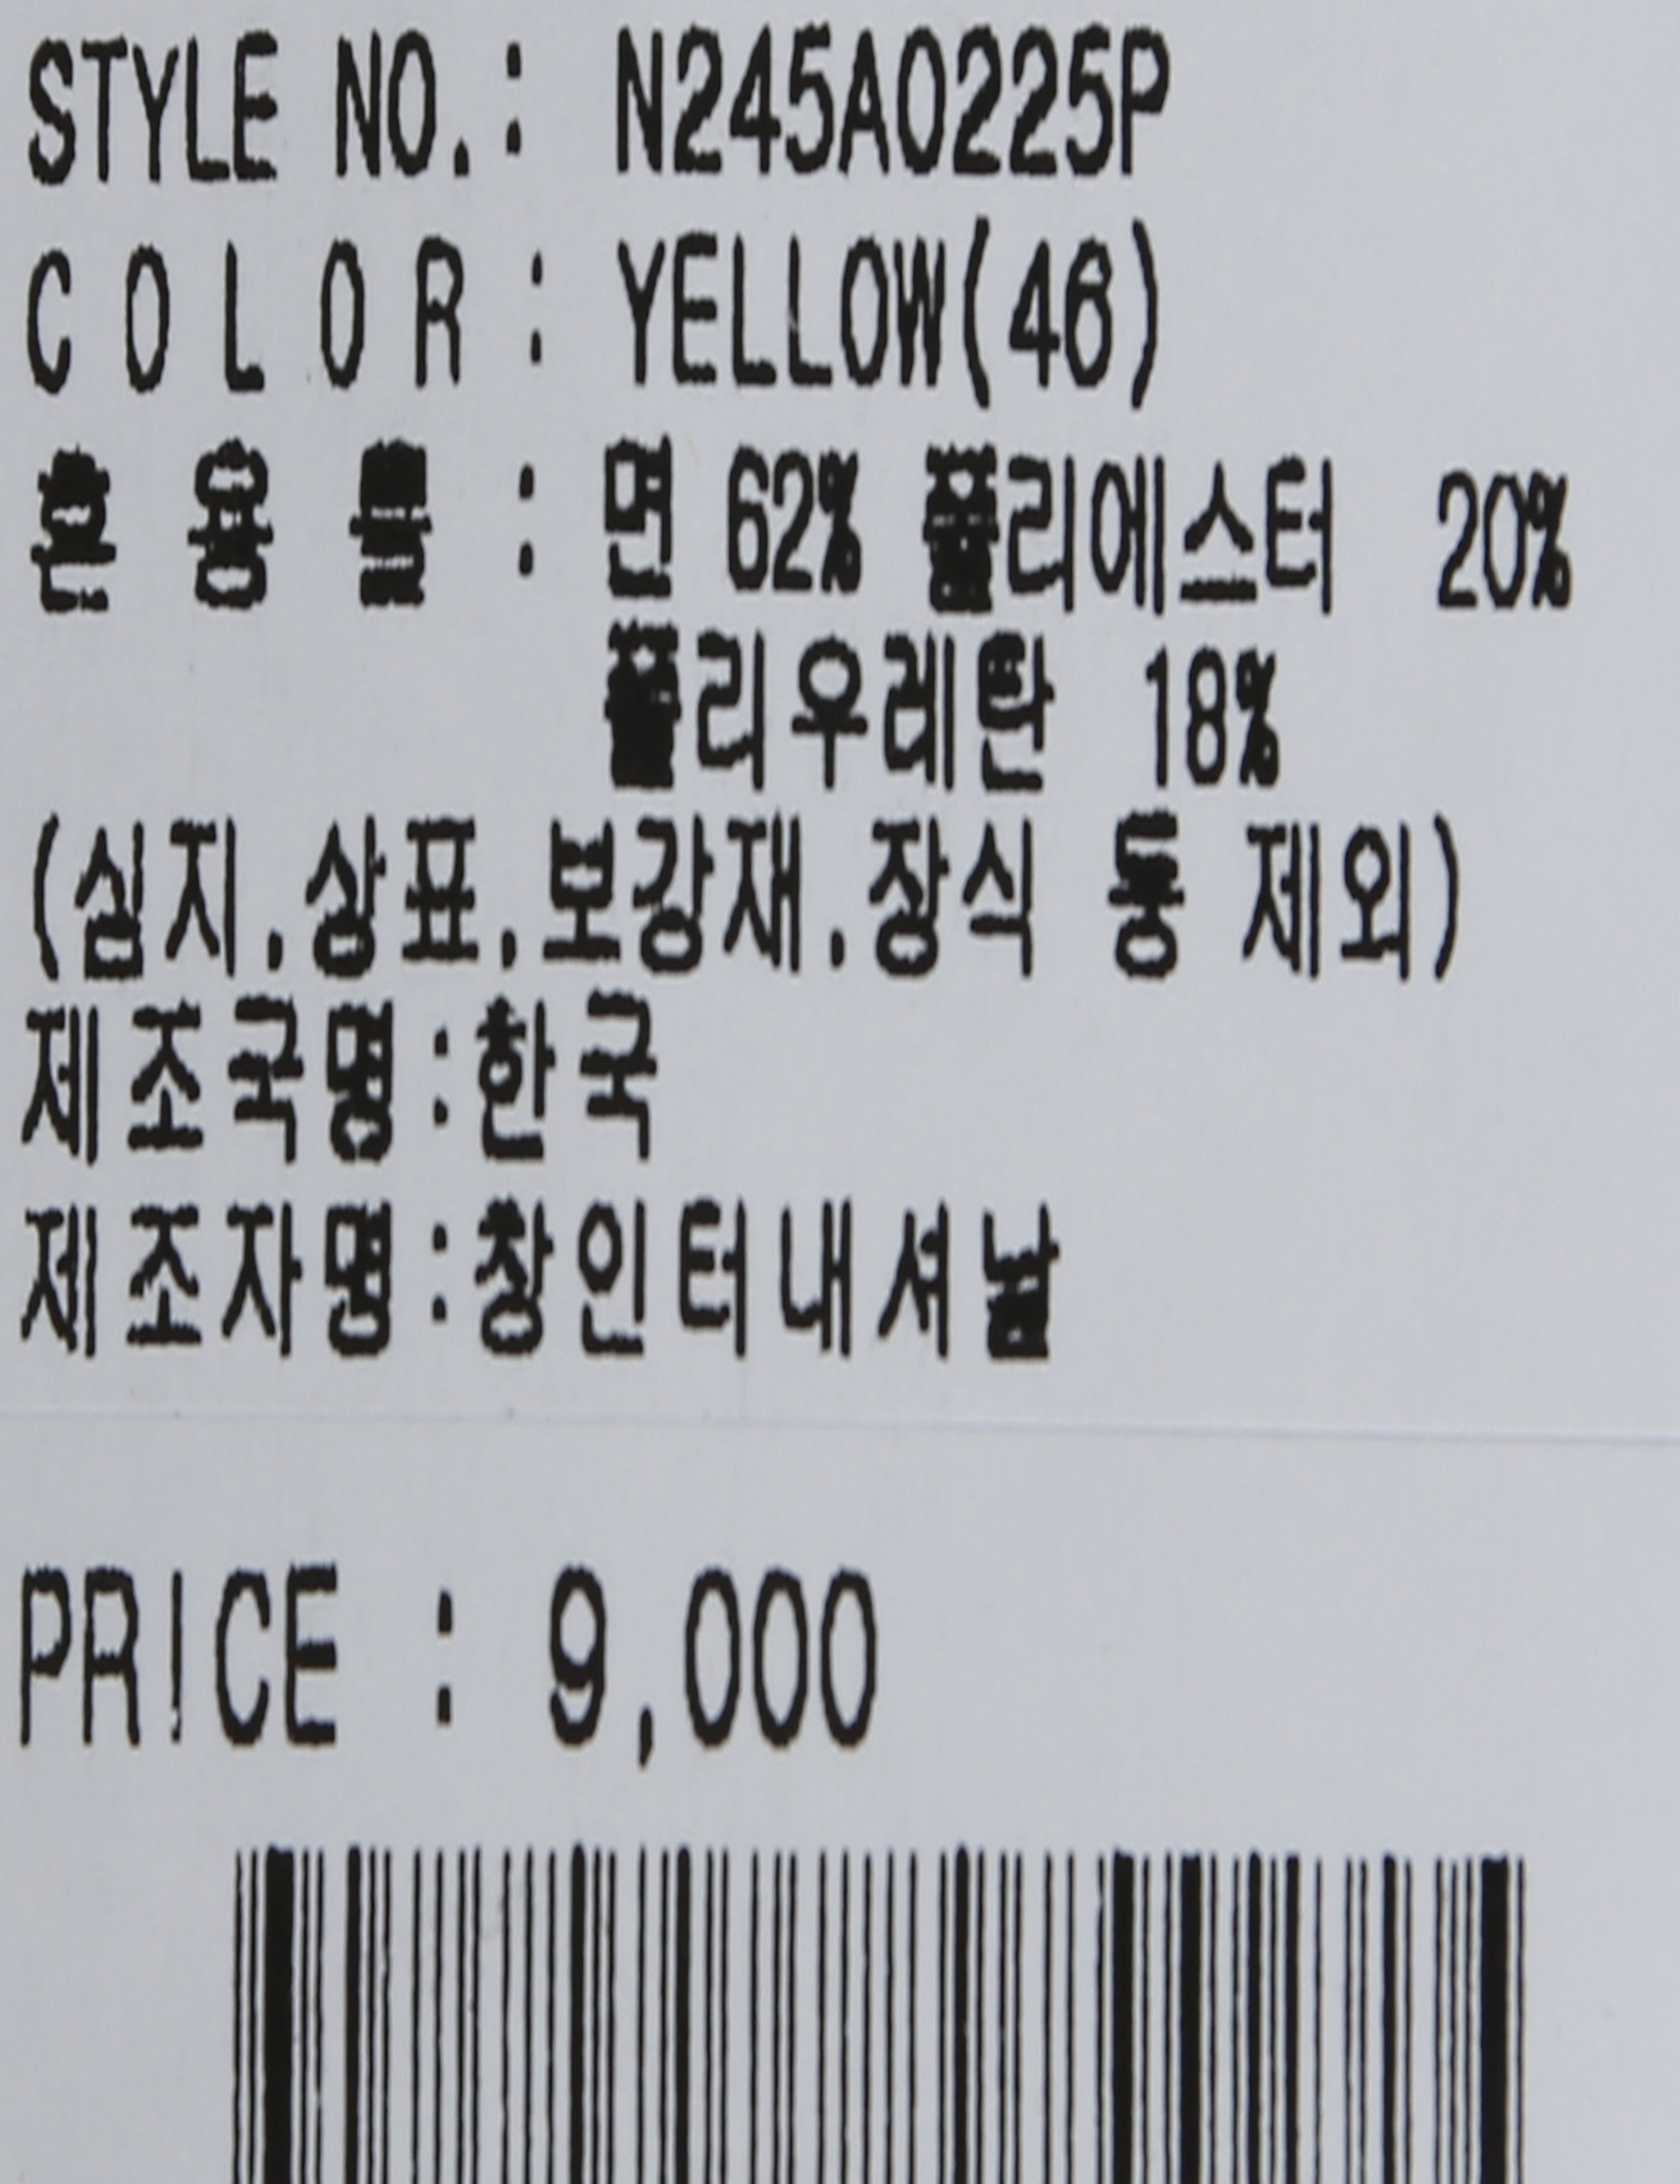 STYLE NO.: N245A0225P
COLOR: YELLOW(46)
혼용률: 면 62% 폴리에스터 20%
폴리우레탄 18%
(심지.상표.보강재.장식 등 제외)
제조국명:한국
제조자명:창인터내셔날
PRICE : 9,000